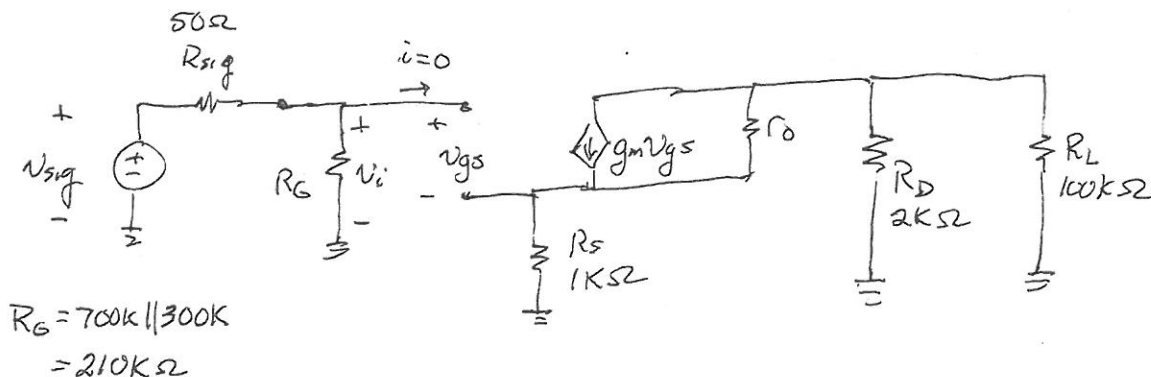 50Ω
Rsig
i=0
→
+
vsig
-
+
-
RG
+
vi
-
+
vgs
-
gmvgs
ro
RS
1KΩ
RD
2KΩ
RL
100KΩ
RG = 700K||300K
= 210KΩ